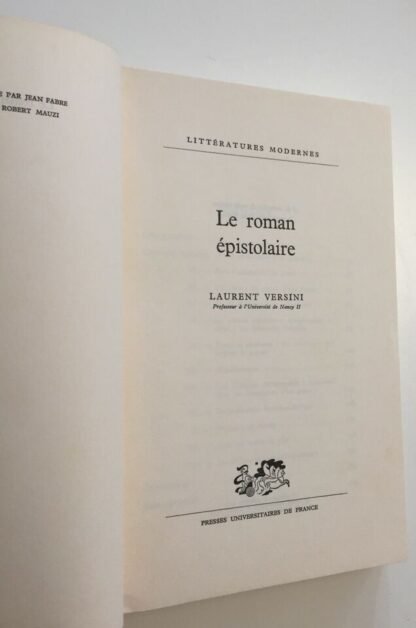 PAR JEAN FABRE
ROBERT MAUZI
LITTÉRATURES MODERNES
Le roman
épistolaire
LAURENT VERSINI
Professeur à l'Université de Nancy II
PRESSES UNIVERSITAIRES DE FRANCE